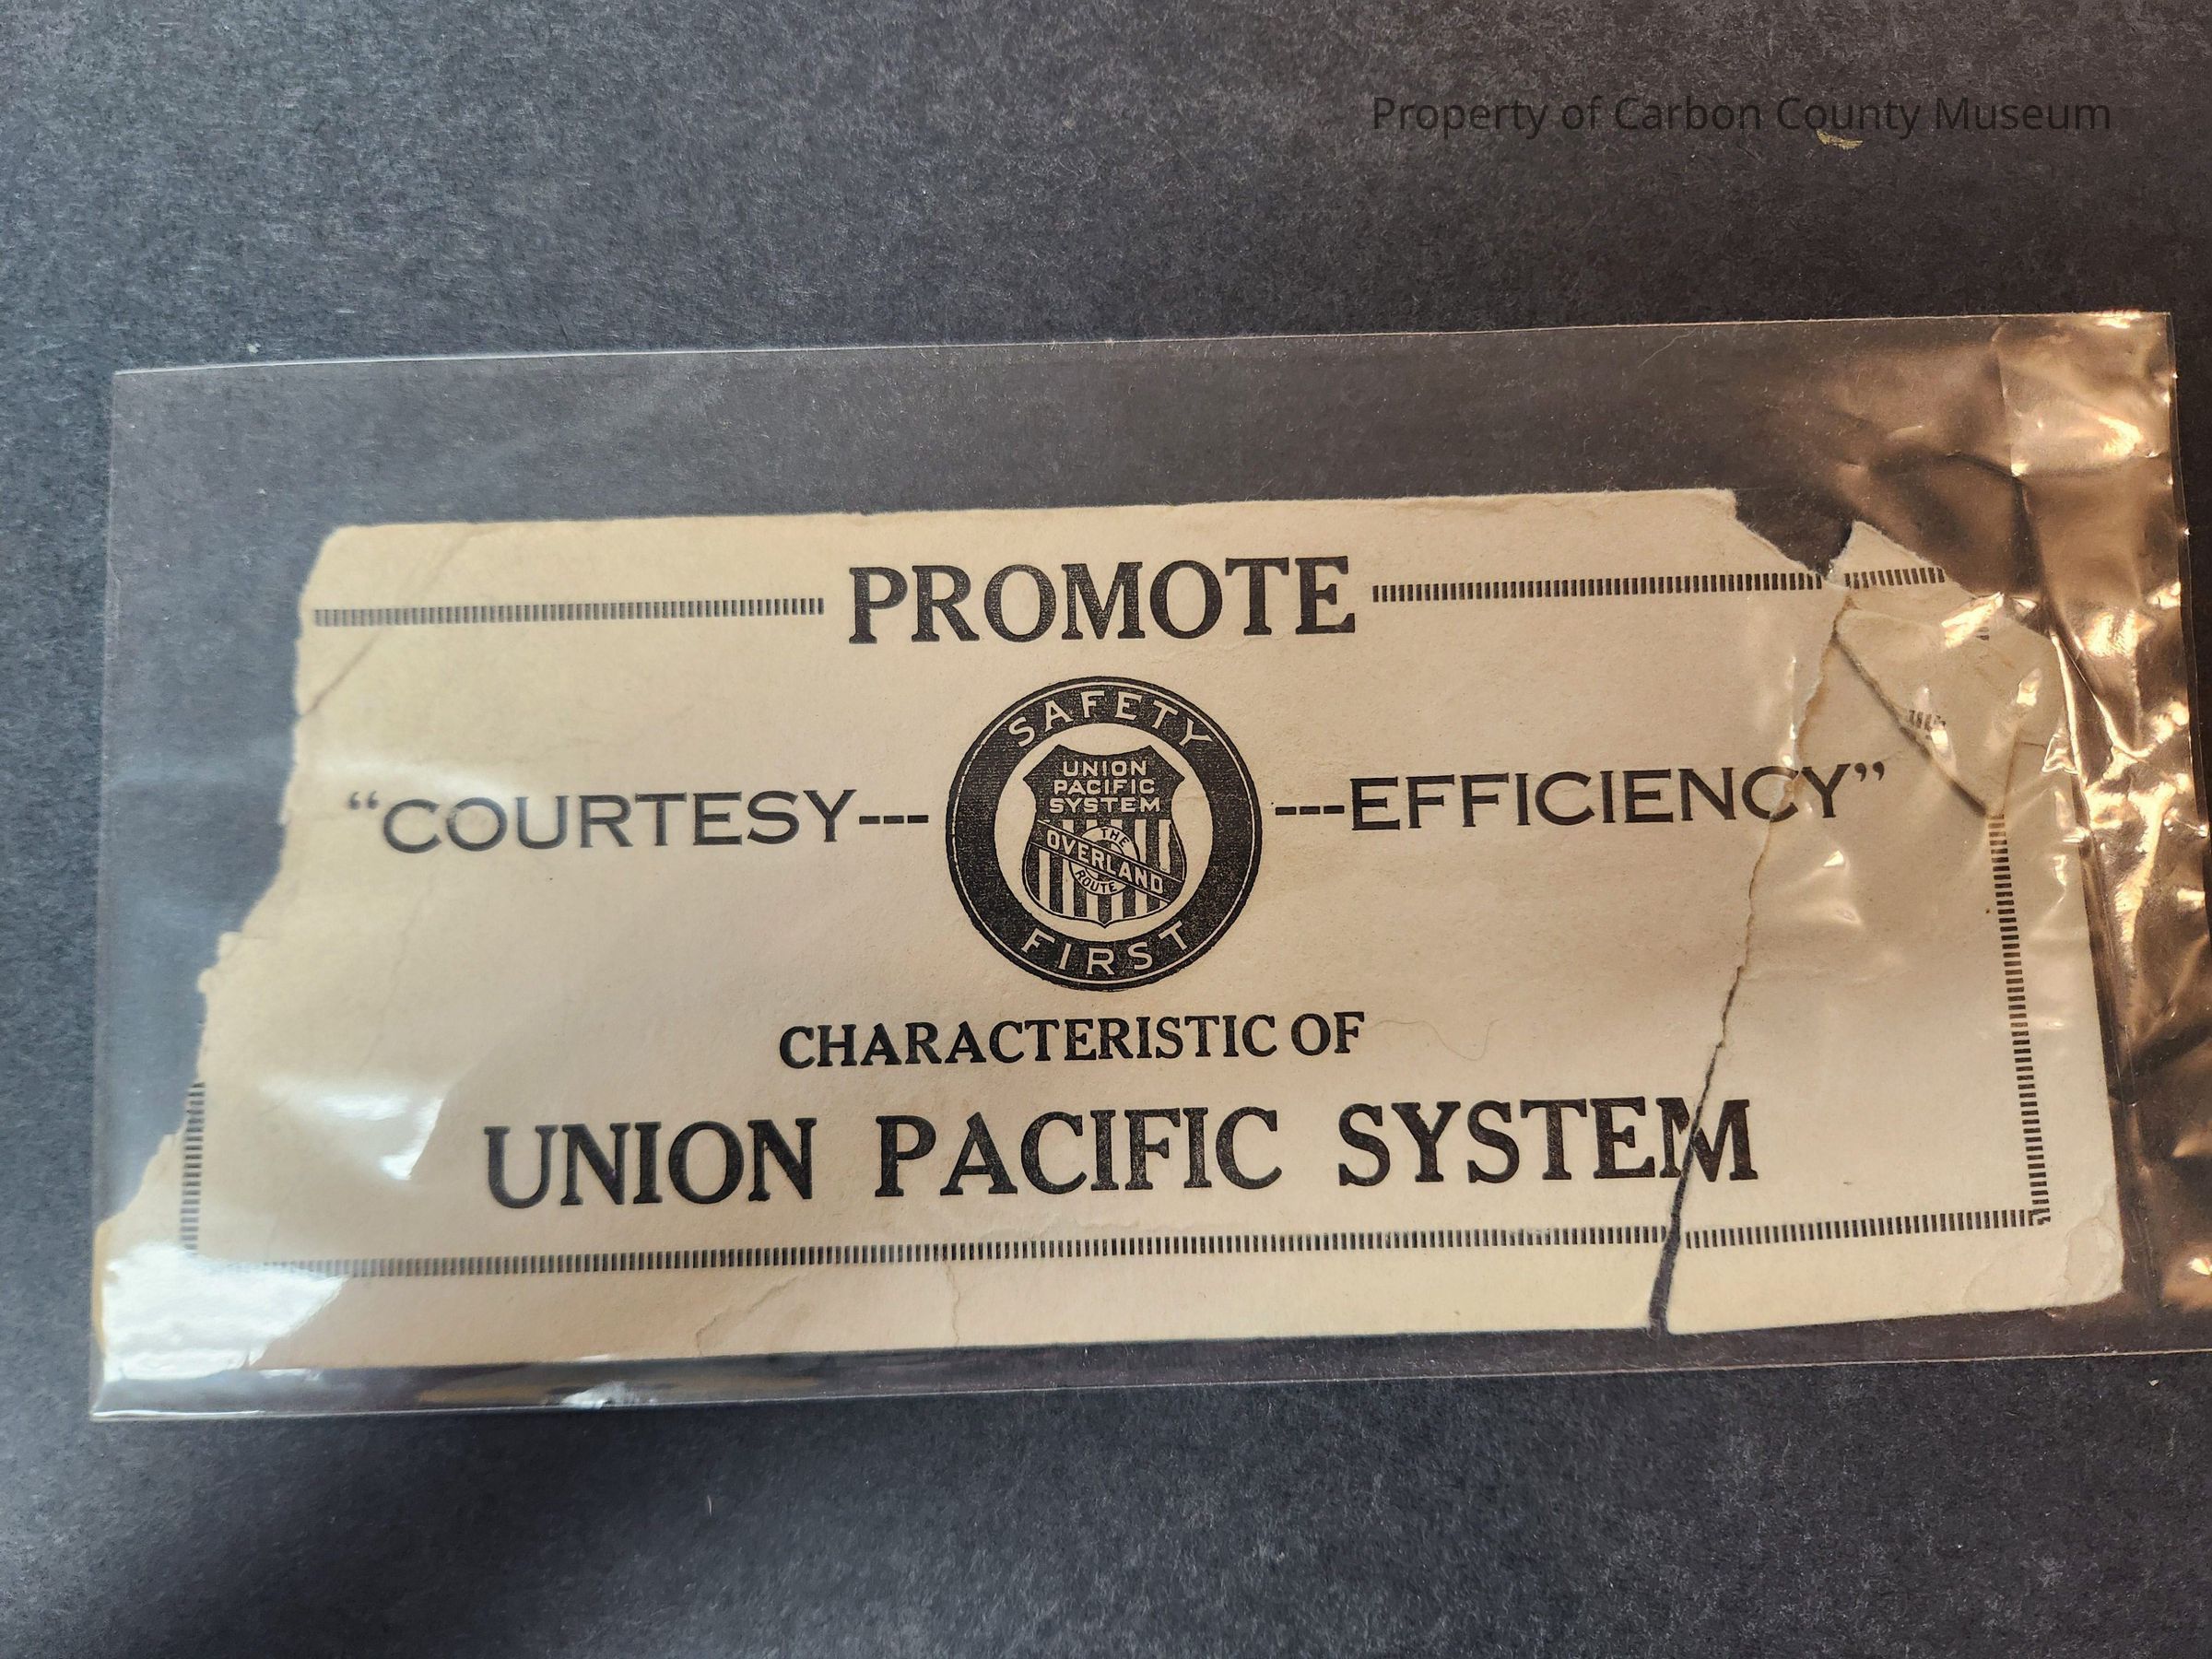 Property of Carbon County Museum
PROMOTE
SAFETY
"COURTESY---
UNION
PACIFIC
SYSTEM
THE
OVERLAND
ROUTE
---EFFICIENCY"
FIRST
CHARACTERISTIC OF
UNION PACIFIC SYSTEM